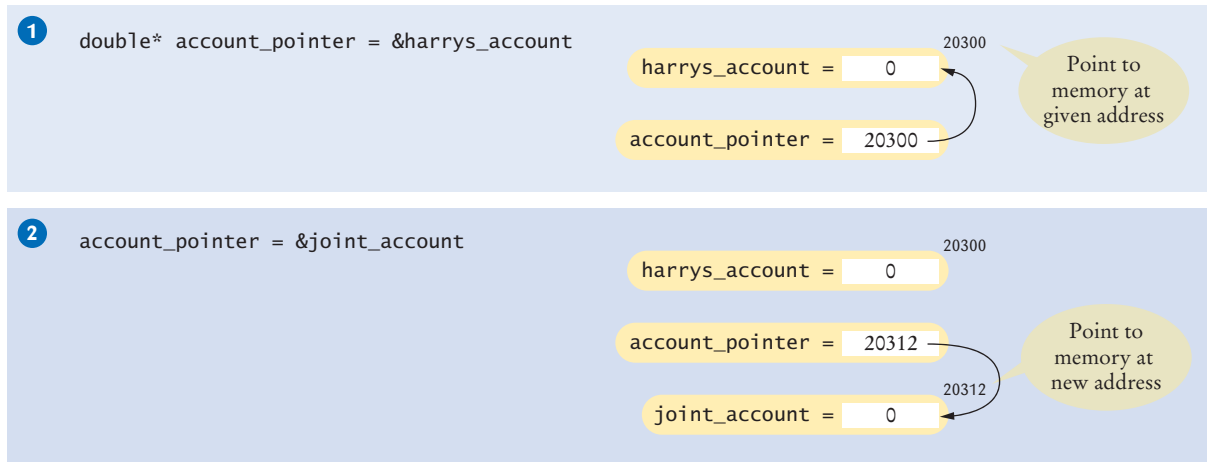 1
double* account_pointer = &harrys_account
20300
harrys_account = 0
Point to
memory at
given address
account_pointer = 20300
2
account_pointer = &joint_account
20300
harrys_account = 0
account_pointer = 20312
Point to
memory at
new address
20312
joint_account = 0